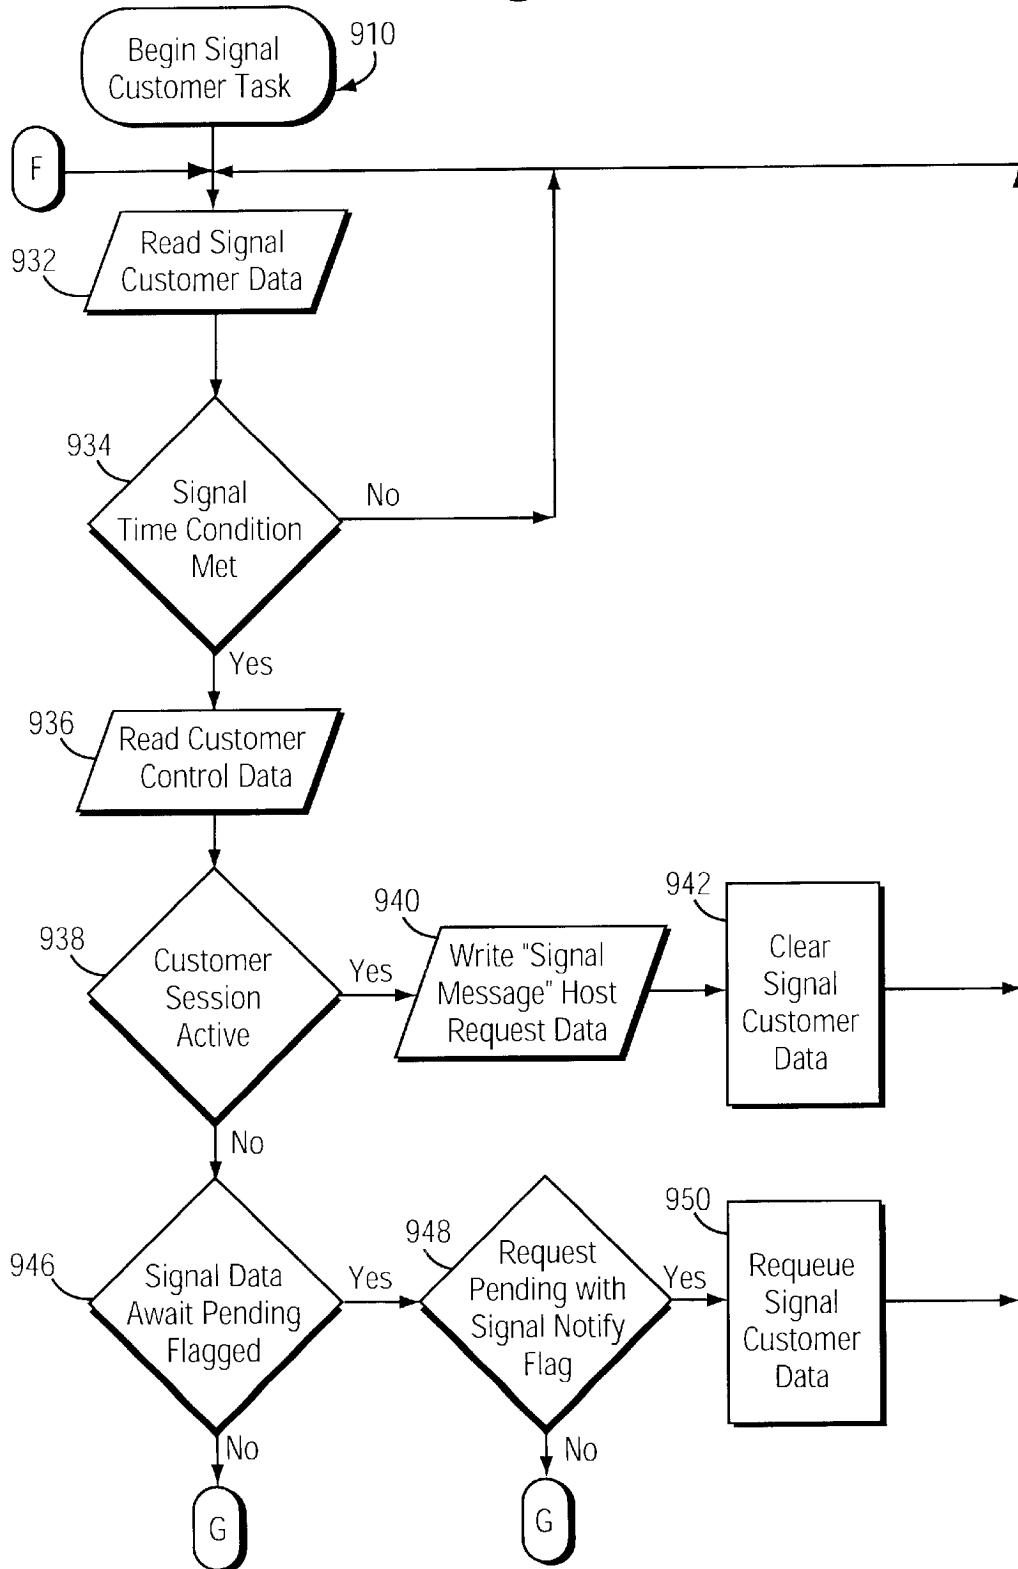 Begin Signal
Customer Task
910
F
932
Read Signal
Customer Data
934
Signal
Time Condition
Met
No
Yes
936
Read Customer
Control Data
938
Customer
Session
Active
Yes
940
Write "Signal
Message" Host
Request Data
942
Clear
Signal
Customer
Data
No
946
Signal Data
Await Pending
Flagged
Yes
948
Request
Pending with
Signal Notify
Flag
Yes
950
Requeue
Signal
Customer
Data
No
No
G
G